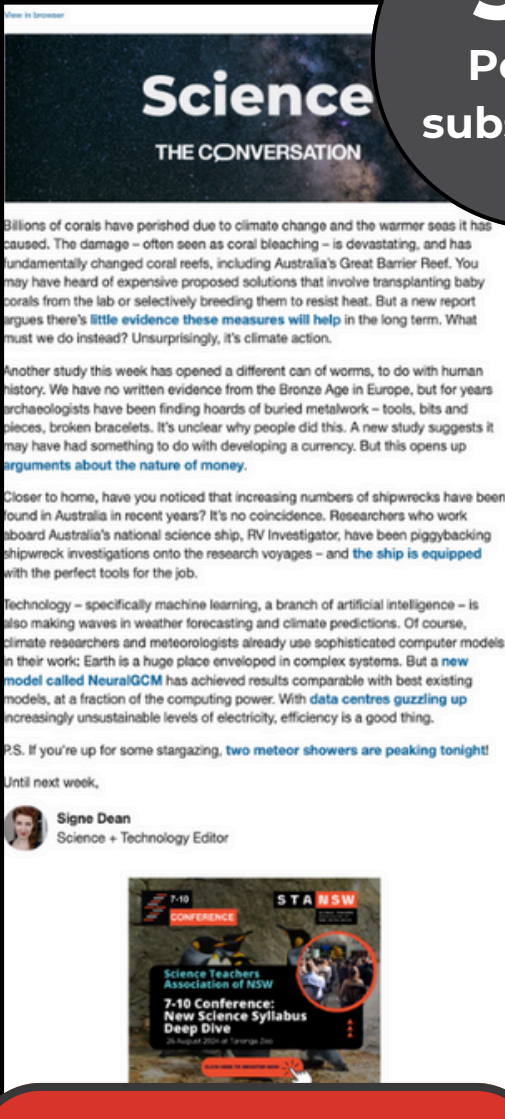 View in browser
Science
THE CONVERSATION
Billions of corals have perished due to climate change and the warmer seas it has
caused. The damage – often seen as coral bleaching – is devastating, and has
fundamentally changed coral reefs, including Australia's Great Barrier Reef. You
may have heard of expensive proposed solutions that involve transplanting baby
corals from the lab or selectively breeding them to resist heat. But a new report
argues there's little evidence these measures will help in the long term. What
must we do instead? Unsurprisingly, it's climate action.
Another study this week has opened a different can of worms, to do with human
history. We have no written evidence from the Bronze Age in Europe, but for years
archaeologists have been finding hoards of buried metalwork – tools, bits and
pieces, broken bracelets. It's unclear why people did this. A new study suggests it
may have had something to do with developing a currency. But this opens up
arguments about the nature of money.
Closer to home, have you noticed that increasing numbers of shipwrecks have been
found in Australia in recent years? It's no coincidence. Researchers who work
aboard Australia's national science ship, RV Investigator, have been piggybacking
shipwreck investigations onto the research voyages – and the ship is equipped
with the perfect tools for the job.
Technology – specifically machine learning, a branch of artificial intelligence – is
also making waves in weather forecasting and climate predictions. Of course,
climate researchers and meteorologists already use sophisticated computer models
in their work: Earth is a huge place enveloped in complex systems. But a new
model called NeuralGCM has achieved results comparable with best existing
models, at a fraction of the computing power. With data centres guzzling up
increasingly unsustainable levels of electricity, efficiency is a good thing.
P.S. If you're up for some stargazing, two meteor showers are peaking tonight!
Until next week,
Signe Dean
Science + Technology Editor
7-10
CONFERENCE
STANSW
Science Teachers
Association of NSW
7-10 Conference:
New Science Syllabus
Deep Dive
26 August 2024 at Taronga Zoo
CLICK HERE TO REGISTER NOW